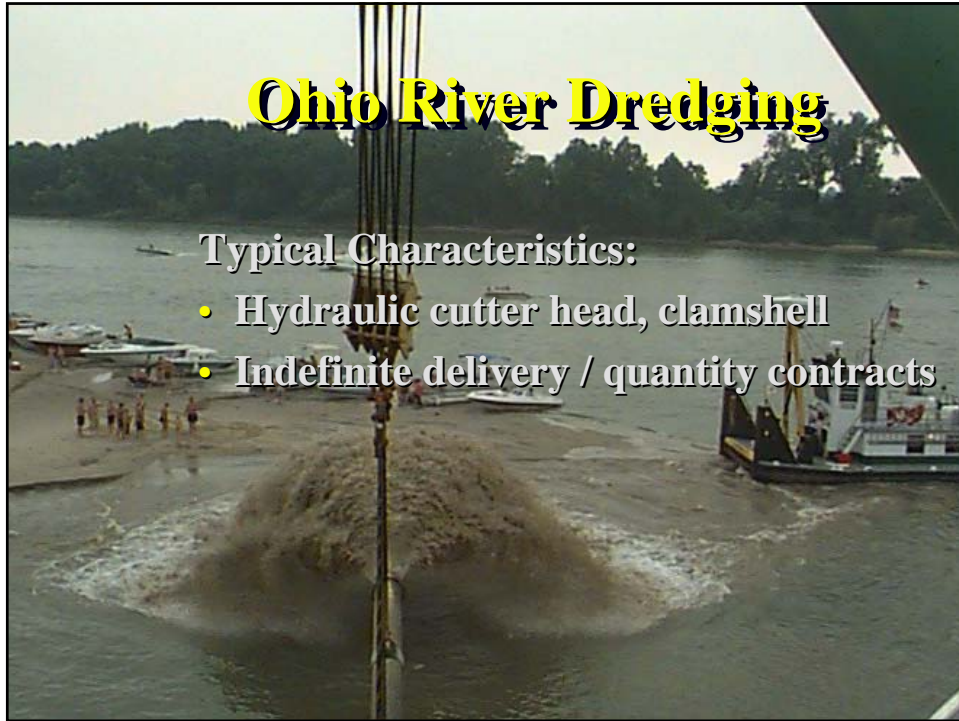 Ohio River Dredging
Typical Characteristics:
• Hydraulic cutter head, clamshell
• Indefinite delivery / quantity contracts